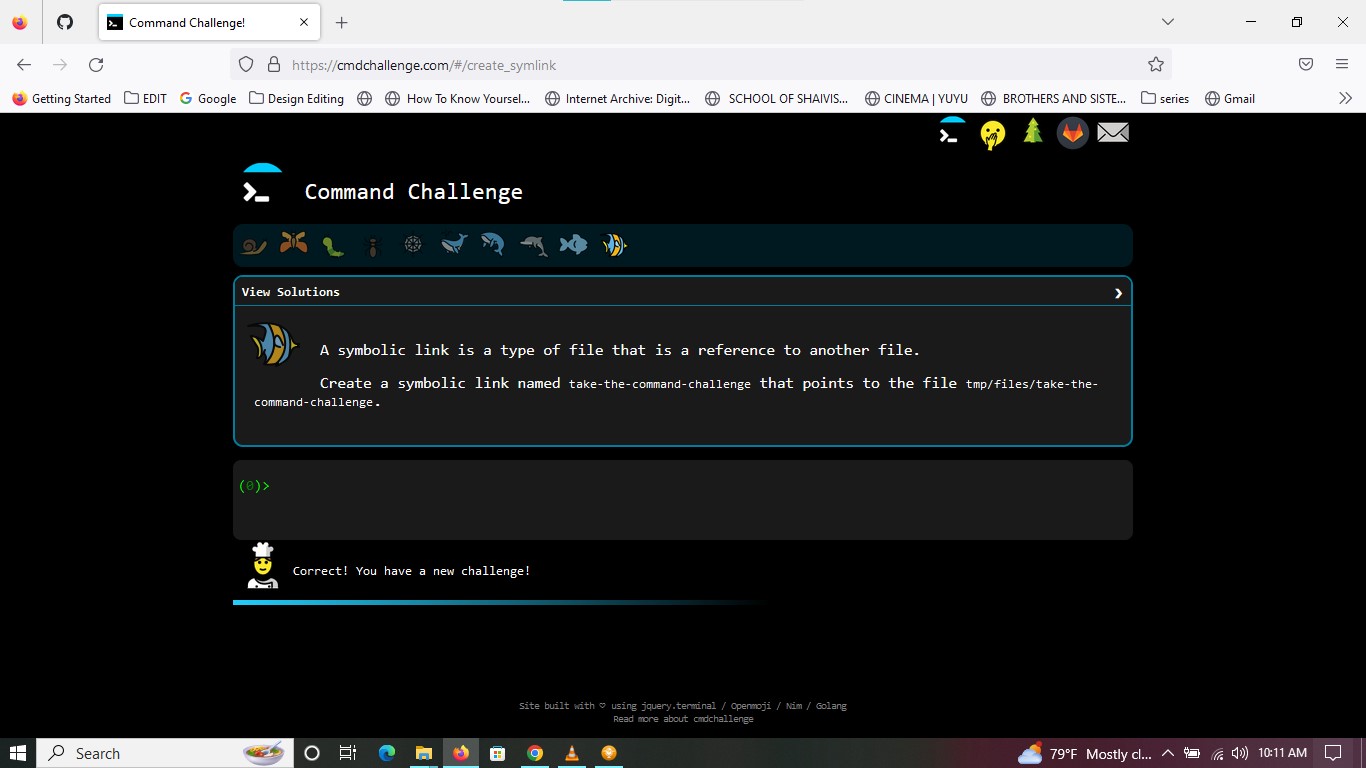 Command Challenge!
https://cmdchallenge.com/#/create_symlink
Getting Started EDIT Google Design Editing How To Know Yoursel... Internet Archive: Digit... SCHOOL OF SHAIVIS... CINEMA | YUYU BROTHERS AND SISTE... series Gmail
Command Challenge
View Solutions
A symbolic link is a type of file that is a reference to another file.
Create a symbolic link named take-the-command-challenge that points to the file tmp/files/take-the-
command-challenge.
(0)>
Correct! You have a new challenge!
Site built with ♡ using jquery.terminal / Openmoji / Nim / Golang
Read more about cmdchallenge
Search 79°F Mostly cl... 10:11 AM